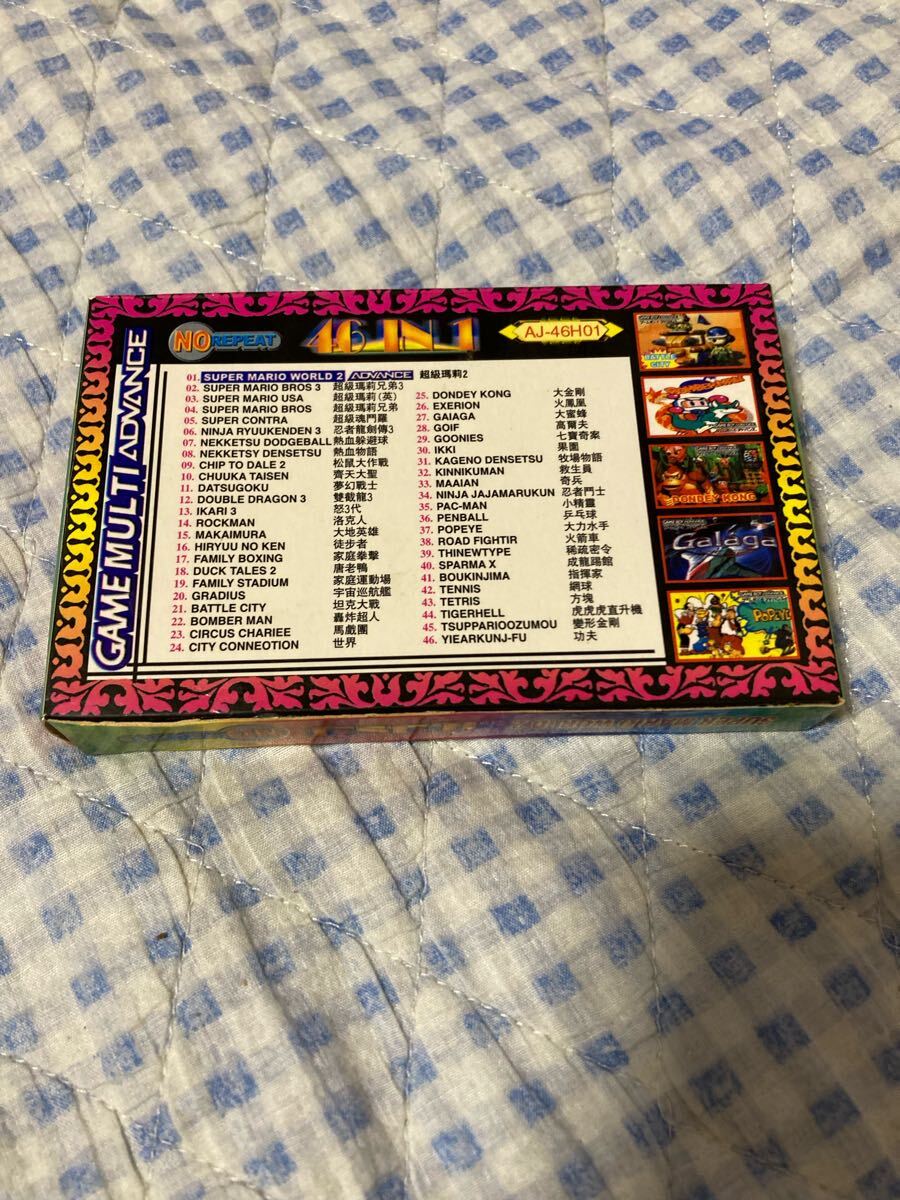 GAME MULTI ADVANCE
NO REPEAT
46 IN 1
AJ-46H01
01. SUPER MARIO WORLD 2 ADVANCE 超級瑪莉2
02. SUPER MARIO BROS 3 超級瑪莉兄弟3
03. SUPER MARIO USA 超級瑪莉(英)
04. SUPER MARIO BROS 超級瑪莉兄弟
05. SUPER CONTRA 超級魂鬥羅
06. NINJA RYUUKENDEN 3 忍者龍劍傳3
07. NEKKETSU DODGEBALL 熱血躲避球
08. NEKKETSY DENSETSU 熱血物語
09. CHIP TO DALE 2 松鼠大作戰
10. CHUUKA TAISEN 齊天大聖
11. DATSUGOKU 夢幻戰士
12. DOUBLE DRAGON 3 雙截龍3
13. IKARI 3 怒3代
14. ROCKMAN 洛克人
15. MAKAIMURA 大地英雄
16. HIRYUU NO KEN 徒步者
17. FAMILY BOXING 家庭拳擊
18. DUCK TALES 2 唐老鴨
19. FAMILY STADIUM 家庭運動場
20. GRADIUS 宇宙巡航艦
21. BATTLE CITY 坦克大戰
22. BOMBER MAN 轟炸超人
23. CIRCUS CHARIEE 馬戲團
24. CITY CONNEOTION 世界
25. DONDEY KONG 大金剛
26. EXERION 火鳳凰
27. GAIAGA 大蜜蜂
28. GOIF 高爾夫
29. GOONIES 七寶奇案
30. IKKI 果園
31. KAGENO DENSETSU 牧場物語
32. KINNIKUMAN 救生員
33. MAAIAN 奇兵
34. NINJA JAJAMARUKUN 忍者鬥士
35. PAC-MAN 小精靈
36. PENBALL 乒乓球
37. POPEYE 大力水手
38. ROAD FIGHTIR 火箭車
39. THINEWTYPE 稀疏密令
40. SPARMA X 成龍踢館
41. BOUKINJIMA 指揮家
42. TENNIS 網球
43. TETRIS 方塊
44. TIGERHELL 虎虎虎直升機
45. TSUPPARIOOZUMOU 變形金剛
46. YIEARKUNJ-FU 功夫
BATTLE CITY
DONDEY KONG
Galaga
POPEYE